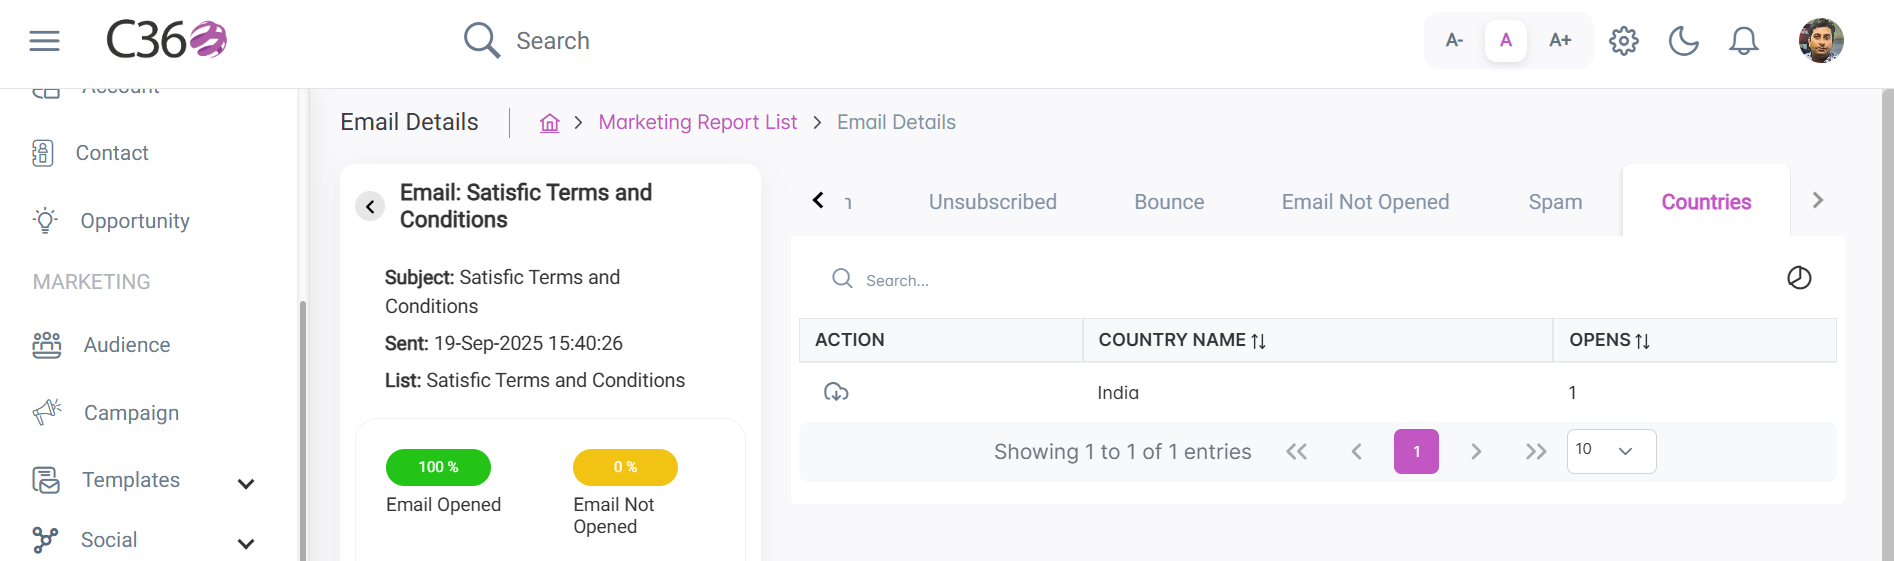 C360
Search
A-
A
A+
Account
Contact
Opportunity
MARKETING
Audience
Campaign
Templates
Social
Email Details
Marketing Report List
Email Details
Email: Satisfic Terms and
Conditions
Subject: Satisfic Terms and
Conditions
Sent: 19-Sep-2025 15:40:26
List: Satisfic Terms and Conditions
100 %
Email Opened
0 %
Email Not
Opened
Unsubscribed
Bounce
Email Not Opened
Spam
Countries
Search...
ACTION
COUNTRY NAME
OPENS
India
1
Showing 1 to 1 of 1 entries
1
10